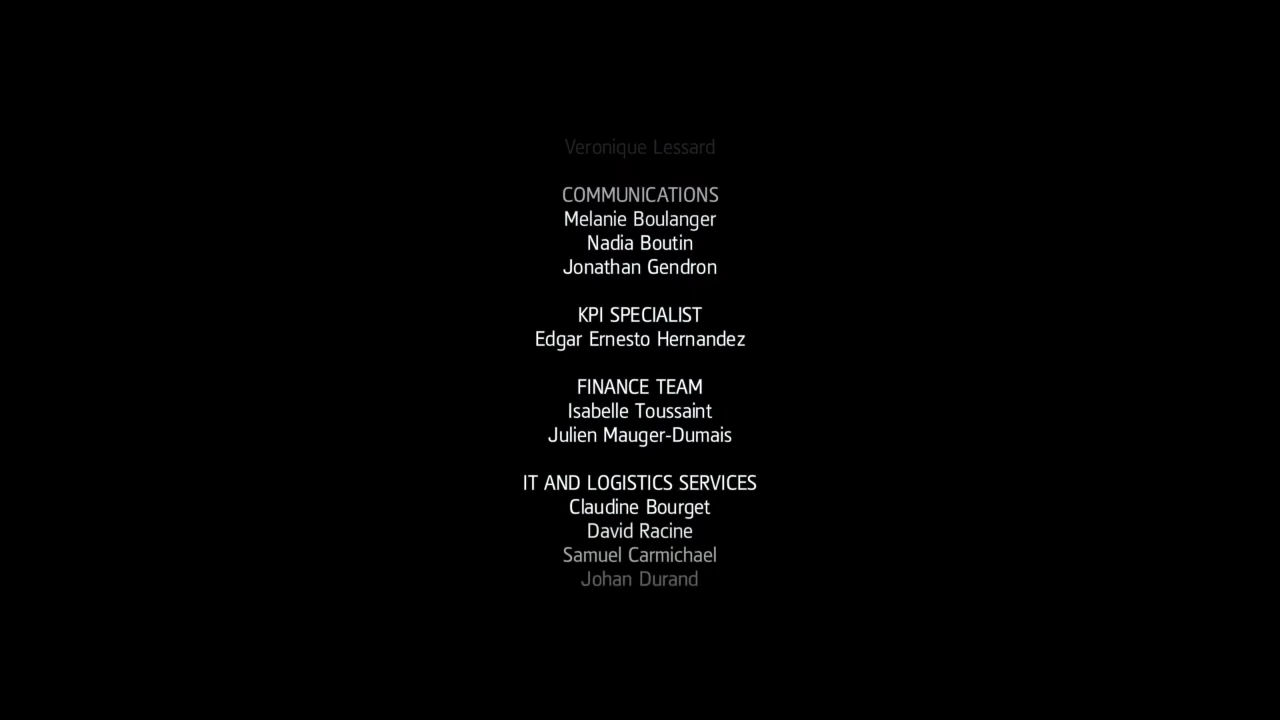 Veronique Lessard
COMMUNICATIONS
Melanie Boulanger
Nadia Boutin
Jonathan Gendron
KPI SPECIALIST
Edgar Ernesto Hernandez
FINANCE TEAM
Isabelle Toussaint
Julien Mauger-Dumais
IT AND LOGISTICS SERVICES
Claudine Bourget
David Racine
Samuel Carmichael
Johan Durand